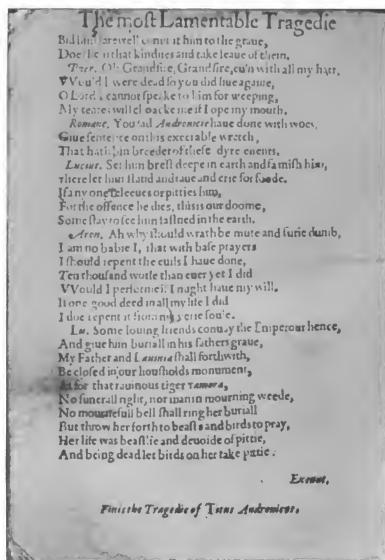 The most Lamentable Tragedie
Bid him farewell comit it him to the graue,
Doe him that kindnes and take leaue of them.
Puer. Oh Grandsire, Grandsire, eu'n with all my hart,
VVould I were dead so you did liue againe,
O Lord I cannot speake to him for weeping,
My teares will choake me if I ope my mouth.
Romane. You sad Andronicie haue done with woes,
Giue sentence on this execrable wretch,
That hath bin breeder of these dyre euents.
Lucius. Set him brest deepe in earth and famish him,
There let him stand and raue and crie for foode.
If any one releeues or pitties him,
For the offence he dies, this is our doome,
Some stay to see him fastned in the earth.
Aron. Ah why should wrath be mute and furie dumb,
I am no babie I, that with base prayers
I should repent the euils I haue done,
Ten thousand worse than euer yet I did
VVould I performe if I might haue my will.
If one good deed in all my life I did
I doe repent it from my verie soule.
Lu. Some louing friends conuay the Emperour hence,
And giue him buriall in his fathers graue,
My Father and Lauinia shall forthwith,
Be closed in our housholds monument,
As for that rauinous tiger Tamora,
No funerall right, nor man in mourning weede,
No mournefull bell shall ring her buriall
But throw her forth to beasts and birds to pray,
Her life was beastlie and deuoide of pittie,
And being dead let birds on her take pittie.
Exeunt.
Finis the Tragedie of Titus Andronicus.